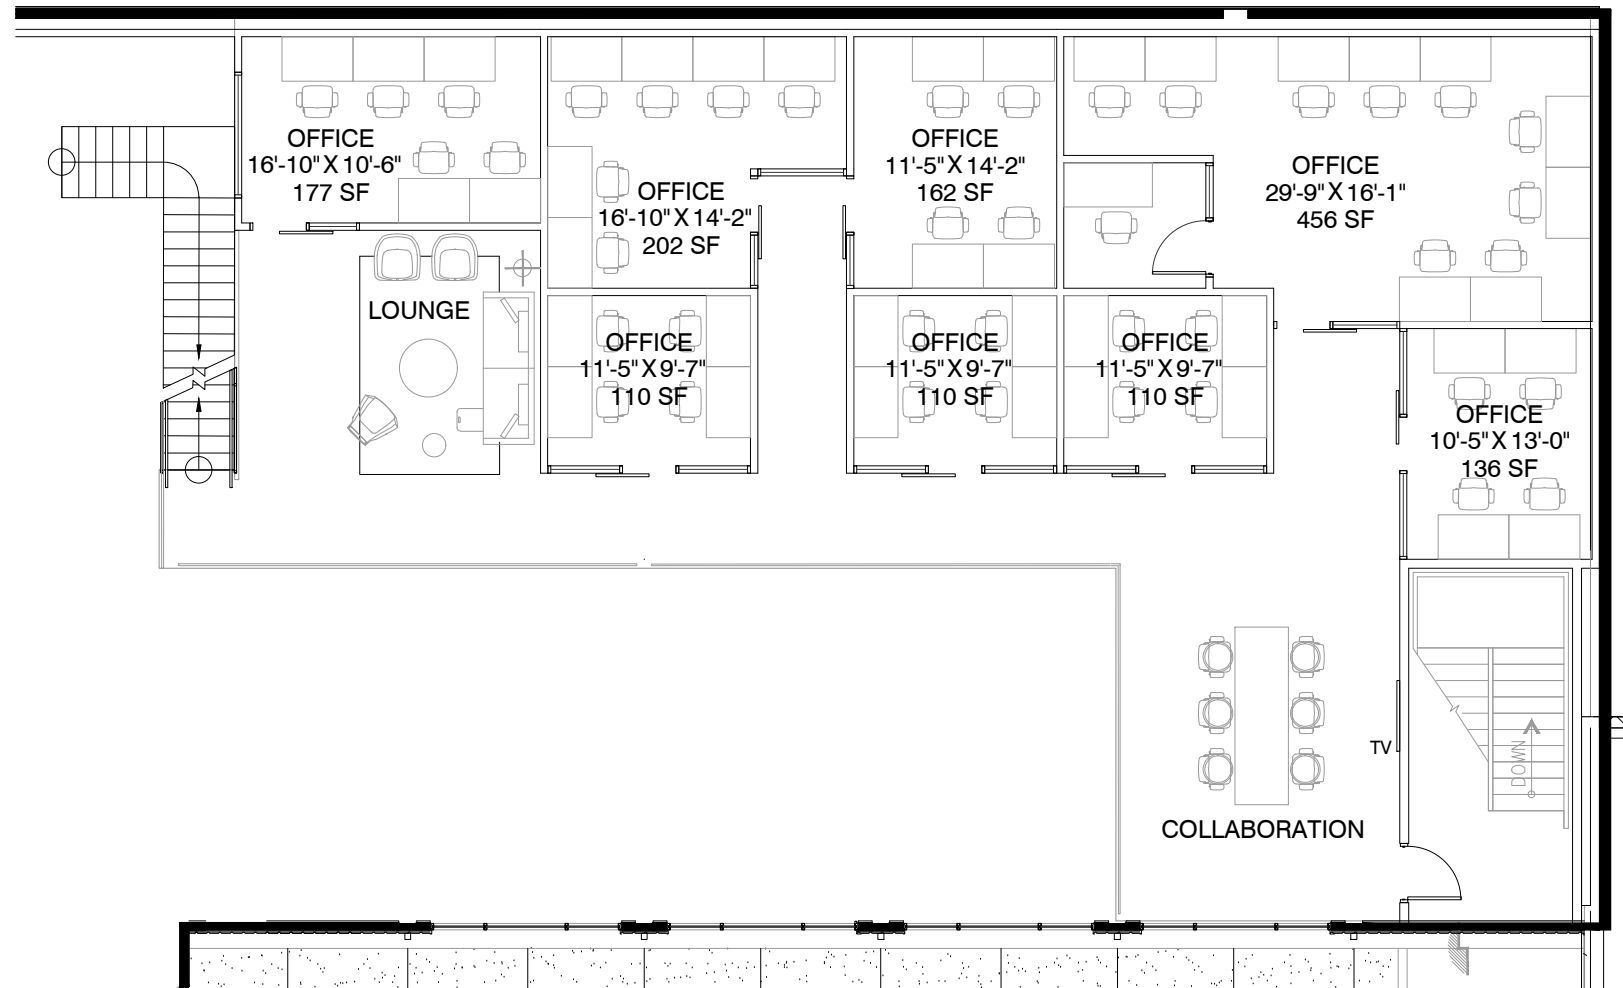 OFFICE
16'-10" X 10'-6"
177 SF
OFFICE
16'-10" X 14'-2"
202 SF
OFFICE
11'-5" X 14'-2"
162 SF
OFFICE
29'-9" X 16'-1"
456 SF
LOUNGE
OFFICE
11'-5" X 9'-7"
110 SF
OFFICE
11'-5" X 9'-7"
110 SF
OFFICE
11'-5" X 9'-7"
110 SF
OFFICE
10'-5" X 13'-0"
136 SF
TV
DOWN
COLLABORATION